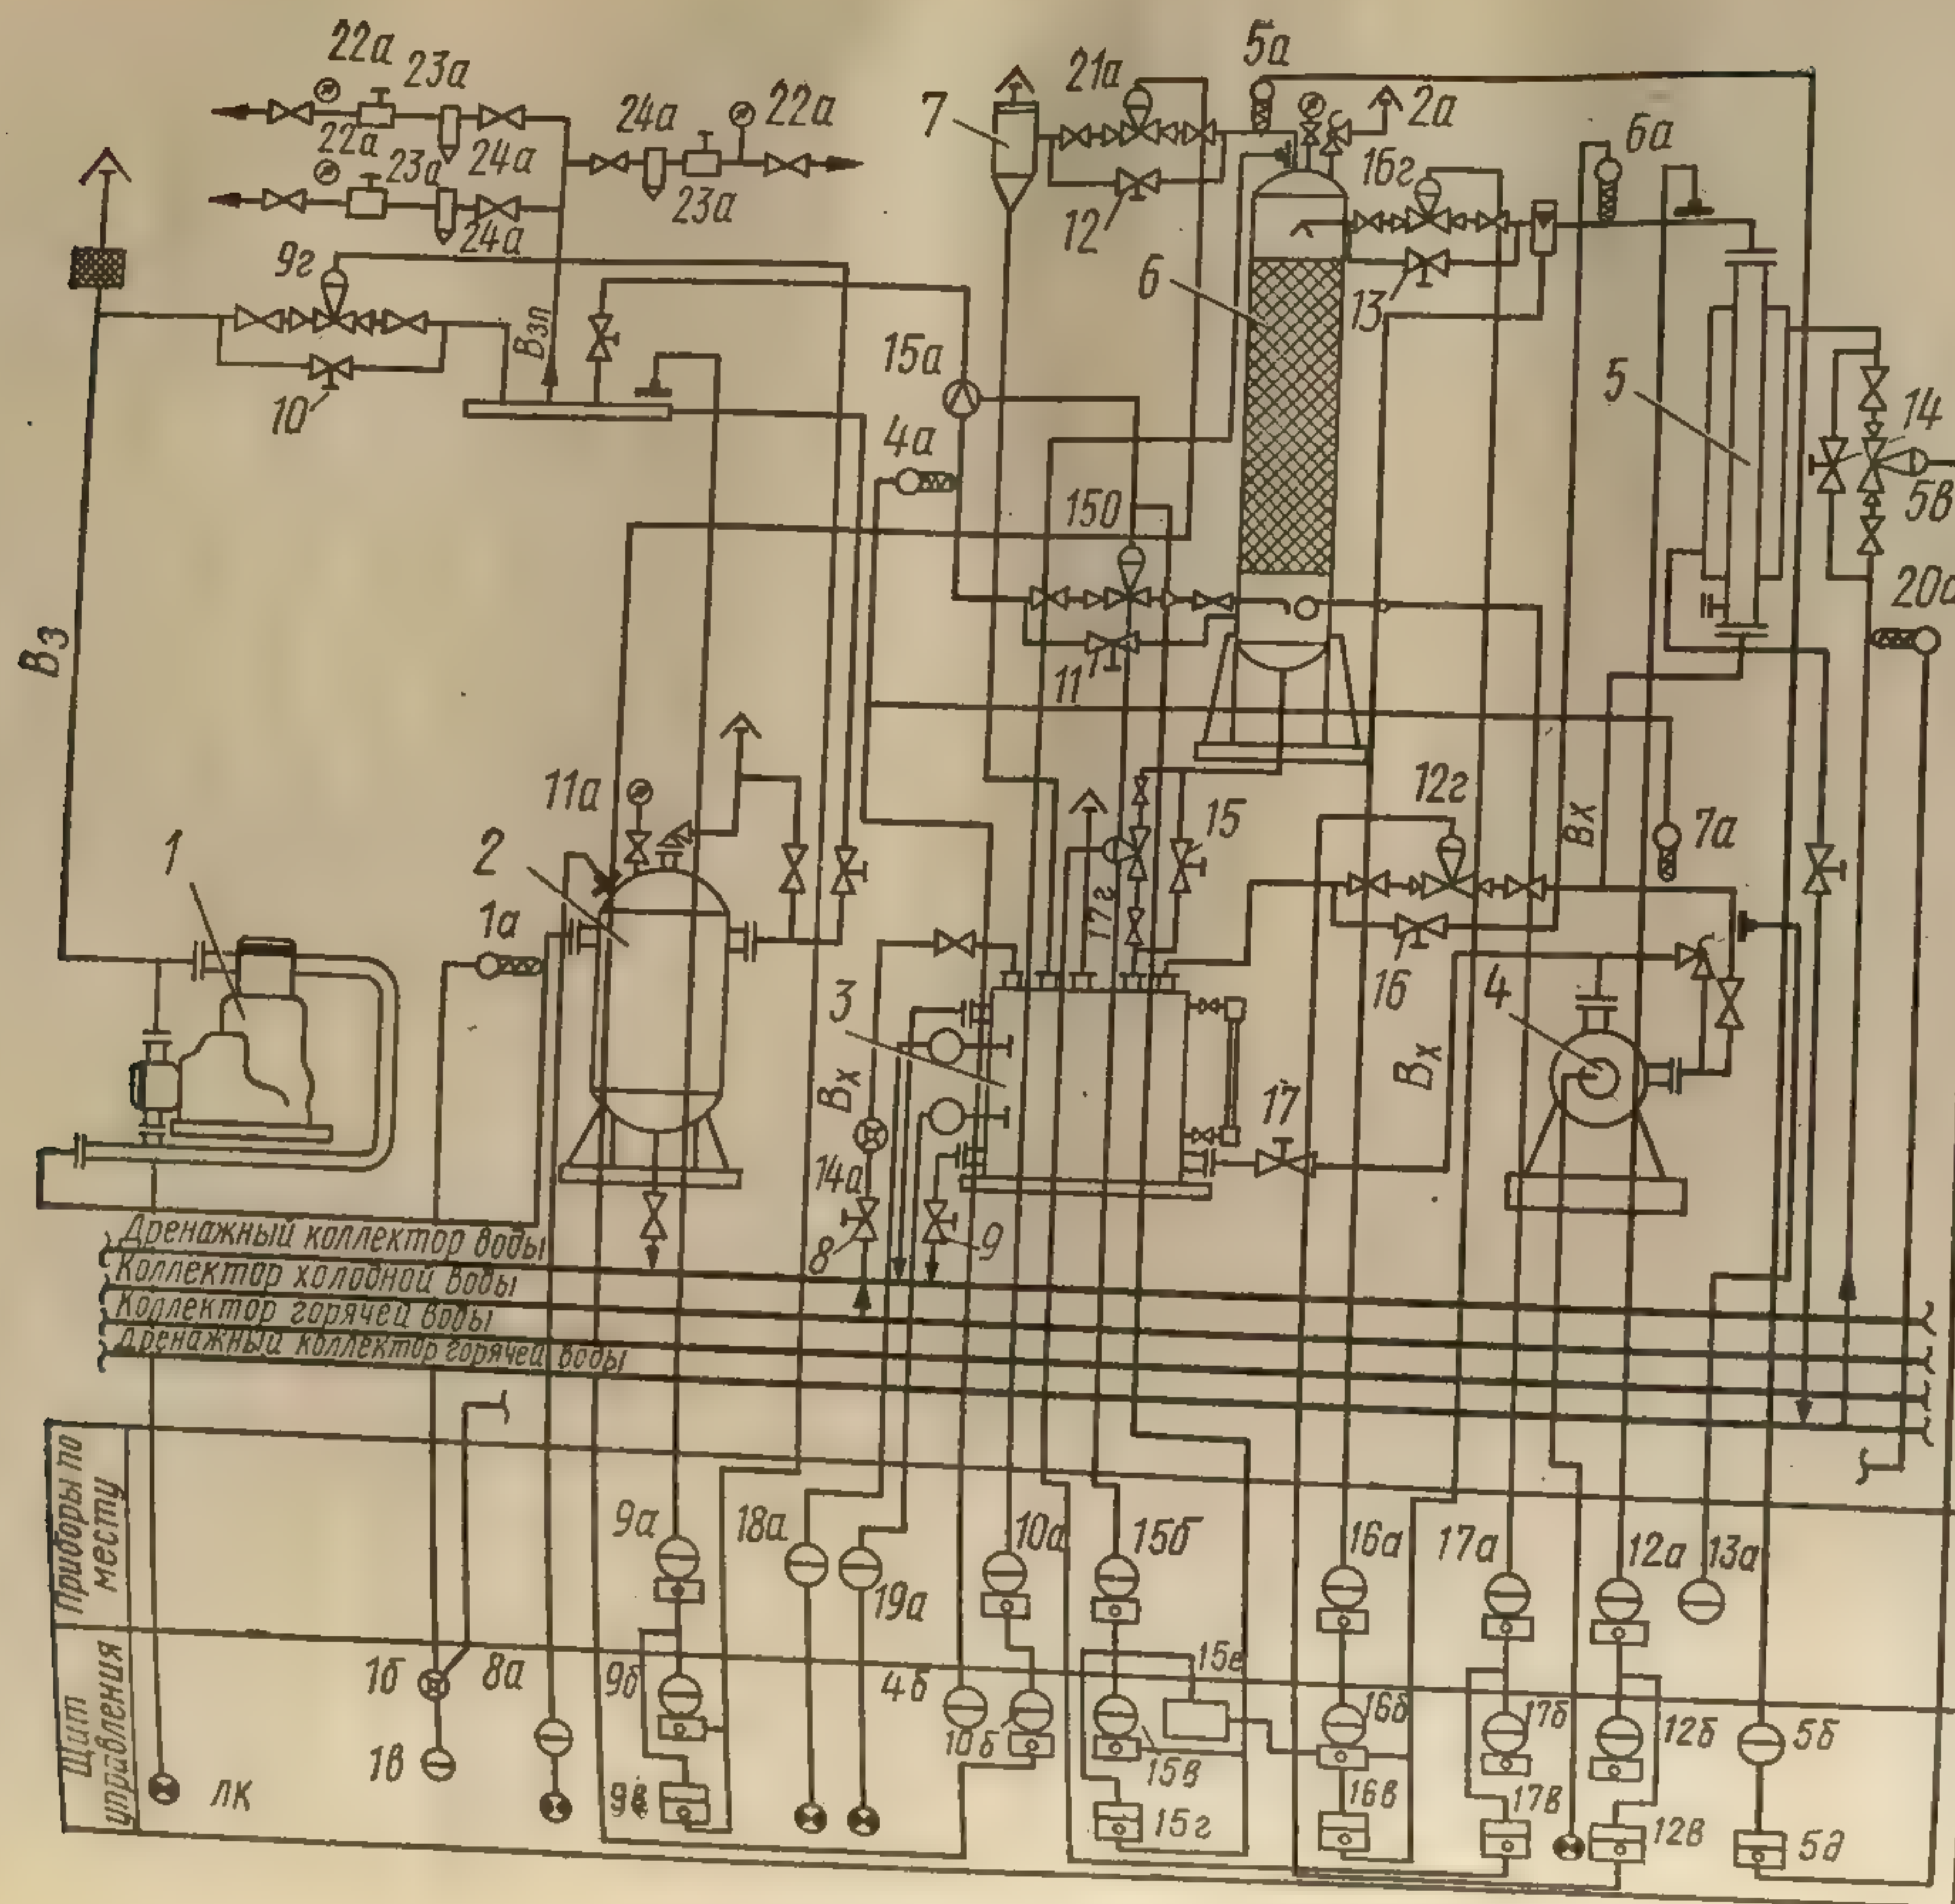 22а
23а
22а
23а
24а
24а
24а
22а
23а
7
21а
5а
2а
12
16г
6а
9г
Взп
10
6
13
15а
4а
5
14
5в
Вз
11
20а
11а
1
2
1а
17г
15
12г
Вх
7а
3
16
4
Вх
Вх
17
14а
8
9
Дренажный коллектор воды
Коллектор холодной воды
Коллектор горячей воды
Дренажный коллектор горячей воды
Приборы по
месту
9а
18а
19а
10а
15б
16а
17а
12а
13а
Щит
управления
1б
8а
9б
4б
10б
15е
15в
16б
17б
12б
5б
1в
ЛК
15г
16в
17в
12в
5д